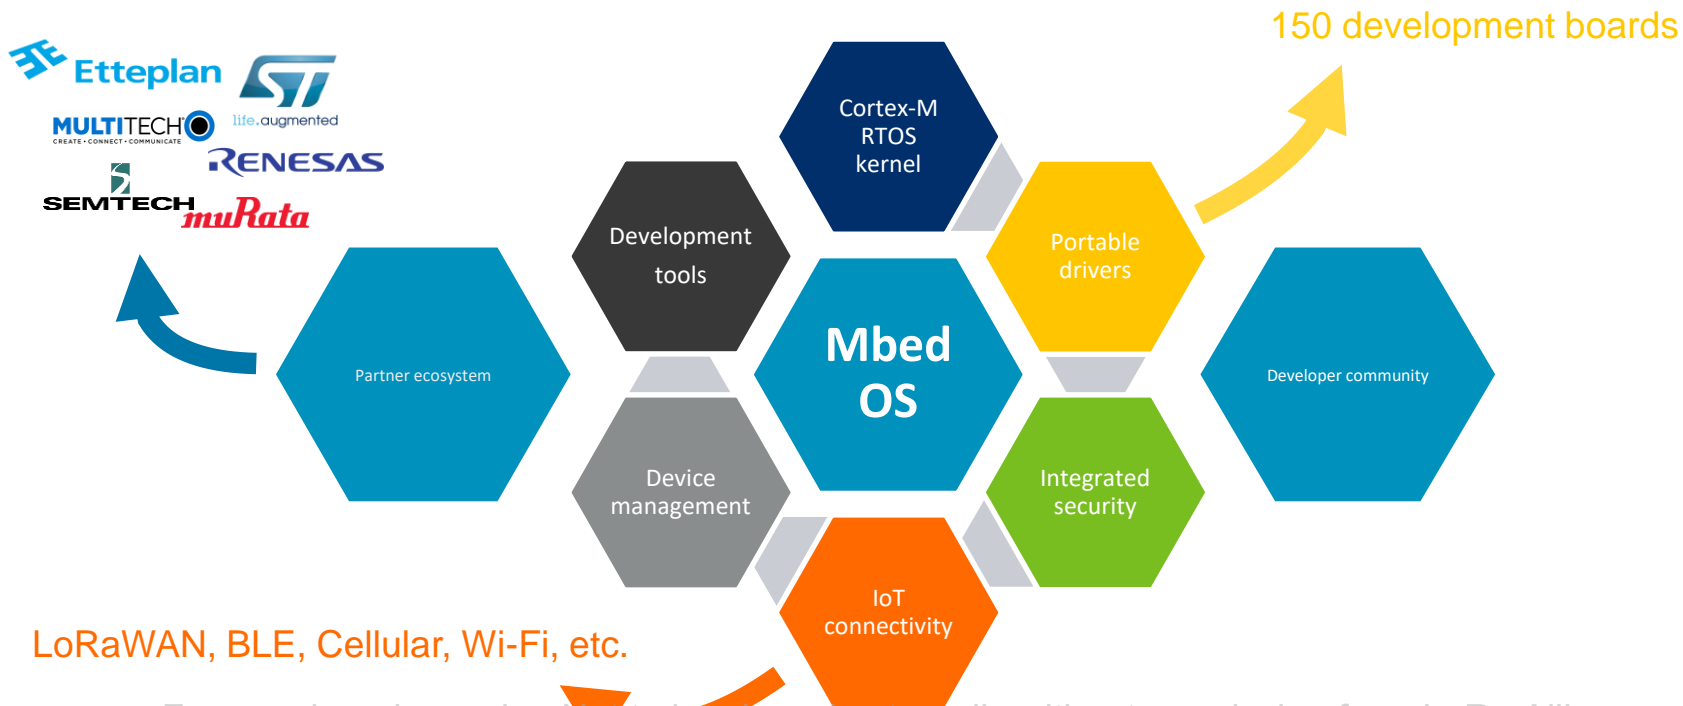 150 development boards
Etteplan
ST
life.augmented
MULTITECH
CREATE • CONNECT • COMMUNICATE
RENESAS
SEMTECH
muRata
Cortex-M
RTOS
kernel
Development
tools
Portable
drivers
Mbed
OS
Partner ecosystem
Developer community
Device
management
Integrated
security
IoT
connectivity
LoRaWAN, BLE, Cellular, Wi-Fi, etc.